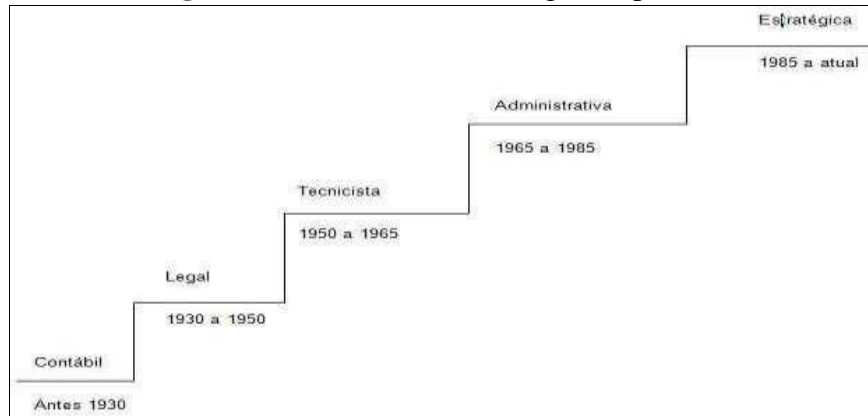 Estratégica
1985 a atual
Administrativa
1965 a 1985
Tecnicista
1950 a 1965
Legal
1930 a 1950
Contábil
Antes 1930